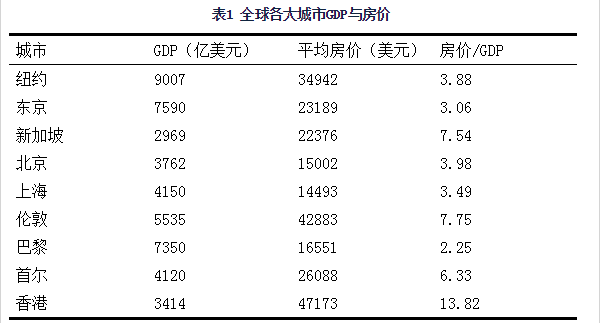 表1 全球各大城市GDP与房价
城市 GDP（亿美元） 平均房价（美元） 房价/GDP
纽约 9007 34942 3.88
东京 7590 23189 3.06
新加坡 2969 22376 7.54
北京 3762 15002 3.98
上海 4150 14493 3.49
伦敦 5535 42883 7.75
巴黎 7350 16551 2.25
首尔 4120 26088 6.33
香港 3414 47173 13.82